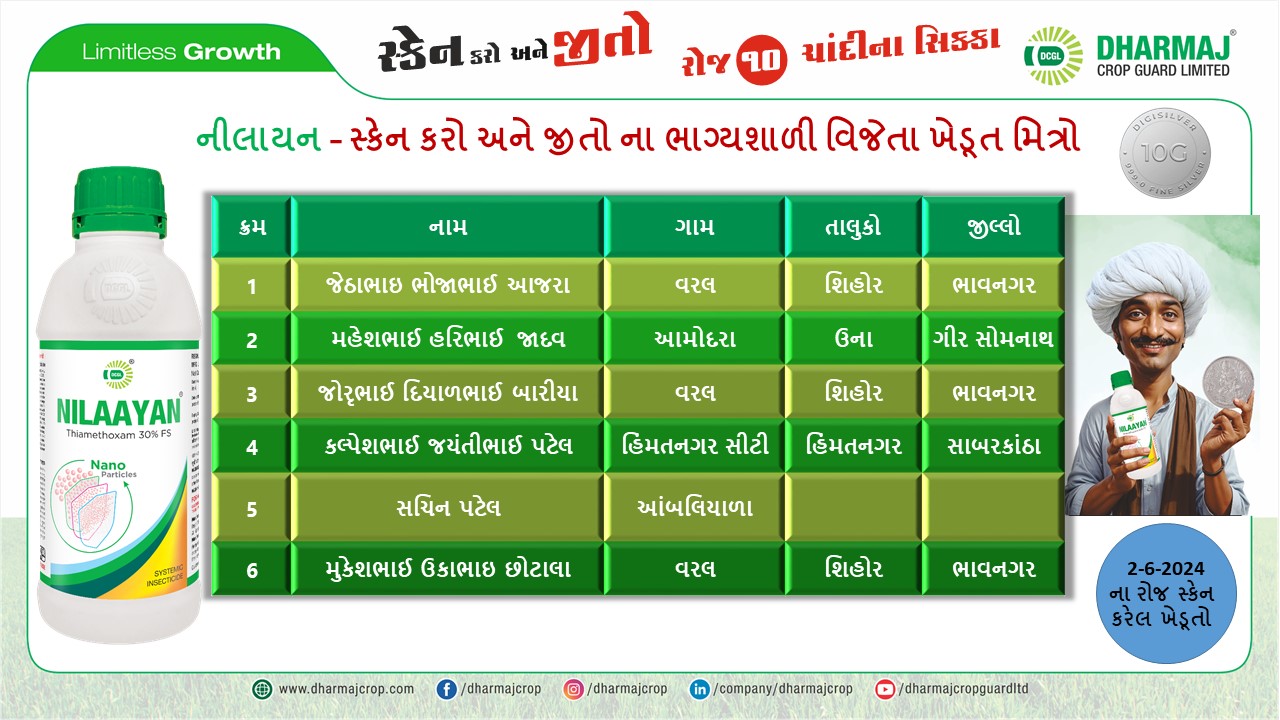 Limitless Growth
સ્કેન કરો અને જીતો રોજ ૧૦ ચાંદીના સિક્કા
DCGL
DHARMAJ®
CROP GUARD LIMITED
નીલાયન - સ્કેન કરો અને જીતો ના ભાગ્યશાળી વિજેતા ખેડૂત મિત્રો
DIGISILVER
10G
999.0 FINE SILVER
ક્રમ નામ ગામ તાલુકો જીલ્લો
1 જેઠાભાઇ ભોજાભાઈ આજરા વરલ શિહોર ભાવનગર
2 મહેશભાઈ હરિભાઈ જાદવ આમોદરા ઉના ગીર સોમનાથ
3 જોરૃભાઈ દિયાળભાઈ બારીયા વરલ શિહોર ભાવનગર
4 કલ્પેશભાઈ જયંતીભાઈ પટેલ હિંમતનગર સીટી હિંમતનગર સાબરકાંઠા
5 સચિન પટેલ આંબલિયાળા
6 મુકેશભાઈ ઉકાભાઇ છોટાલા વરલ શિહોર ભાવનગર
DCGL
NILAAYAN®
Thiamethoxam 30% FS
Nano
Particles
SYSTEMIC
INSECTICIDE
NILAAYAN
2-6-2024
ના રોજ સ્કેન
કરેલ ખેડૂતો
www.dharmajcrop.com /dharmajcrop /dharmajcrop /company/dharmajcrop /dharmajcropguardltd